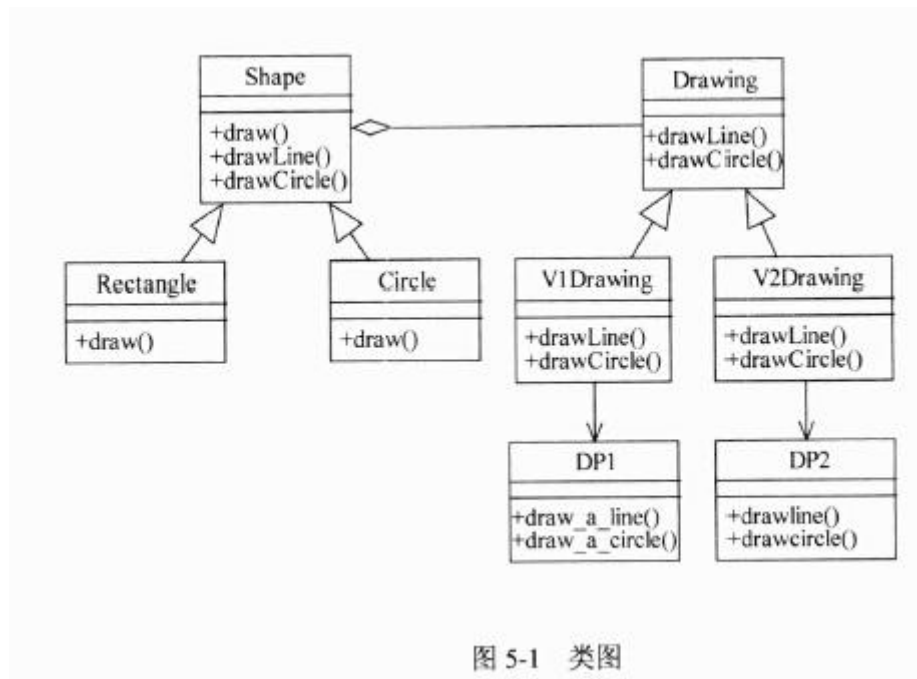 Shape
+draw()
+drawLine()
+drawCircle()
Drawing
+drawLine()
+drawCircle()
Rectangle
+draw()
Circle
+draw()
V1Drawing
+drawLine()
+drawCircle()
V2Drawing
+drawLine()
+drawCircle()
DP1
+draw_a_line()
+draw_a_circle()
DP2
+drawline()
+drawcircle()
图 5-1 类图